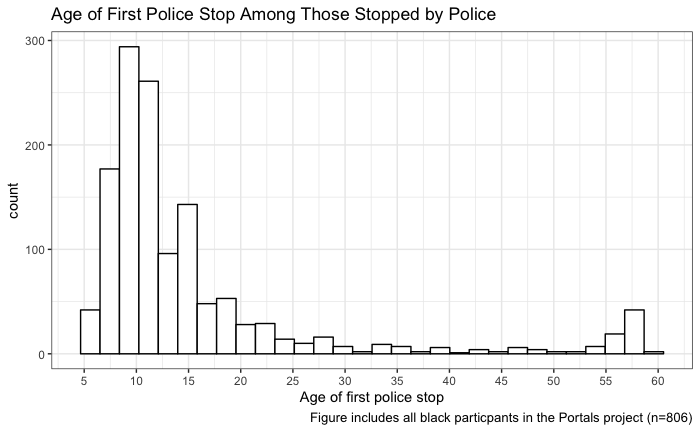 Age of First Police Stop Among Those Stopped by Police
300
200
100
0
count
5 10 15 20 25 30 35 40 45 50 55 60
Age of first police stop
Figure includes all black particpants in the Portals project (n=806)